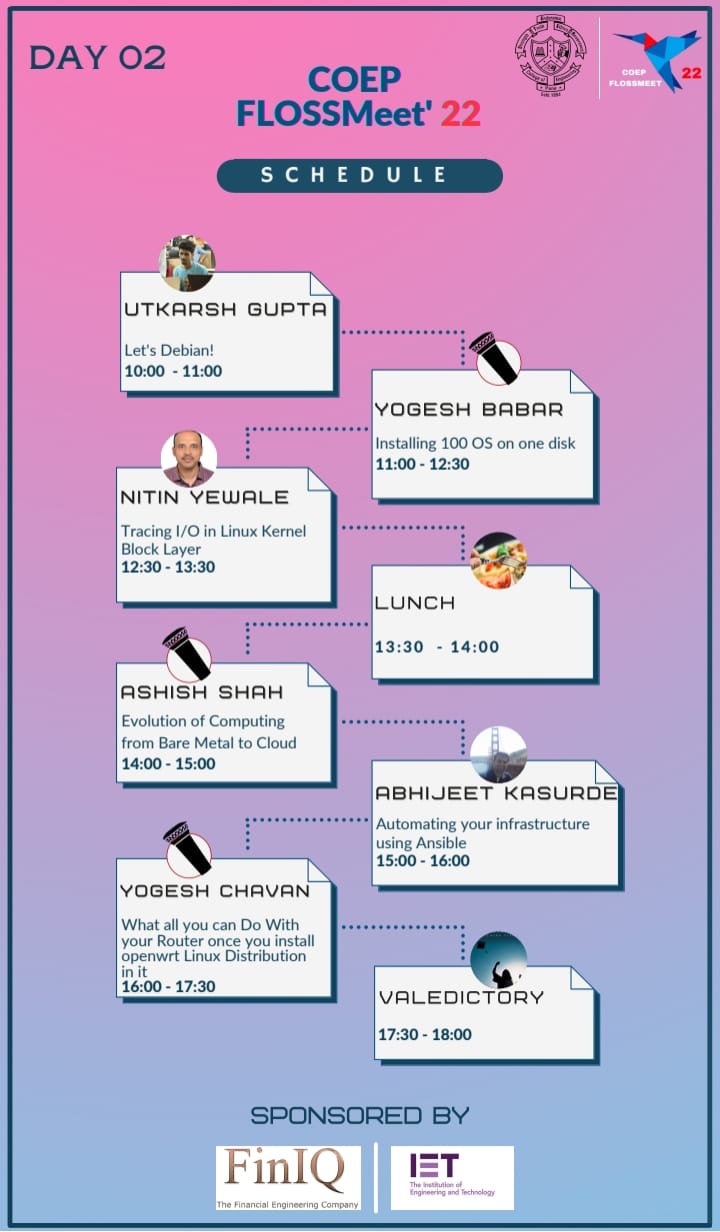 DAY 02
COEP
FLOSSMEET
22
COEP
FLOSSMeet' 22
SCHEDULE
UTKARSH GUPTA
Let's Debian!
10:00 - 11:00
YOGESH BABAR
Installing 100 OS on one disk
11:00 - 12:30
NITIN YEWALE
Tracing I/O in Linux Kernel
Block Layer
12:30 - 13:30
LUNCH
13:30 - 14:00
ASHISH SHAH
Evolution of Computing
from Bare Metal to Cloud
14:00 - 15:00
ABHIJEET KASURDE
Automating your infrastructure
using Ansible
15:00 - 16:00
YOGESH CHAVAN
What all you can Do With
your Router once you install
openwrt Linux Distribution
in it
16:00 - 17:30
VALEDICTORY
17:30 - 18:00
SPONSORED BY
FinIQ
The Financial Engineering Company
IET
The Institution of
Engineering and Technology